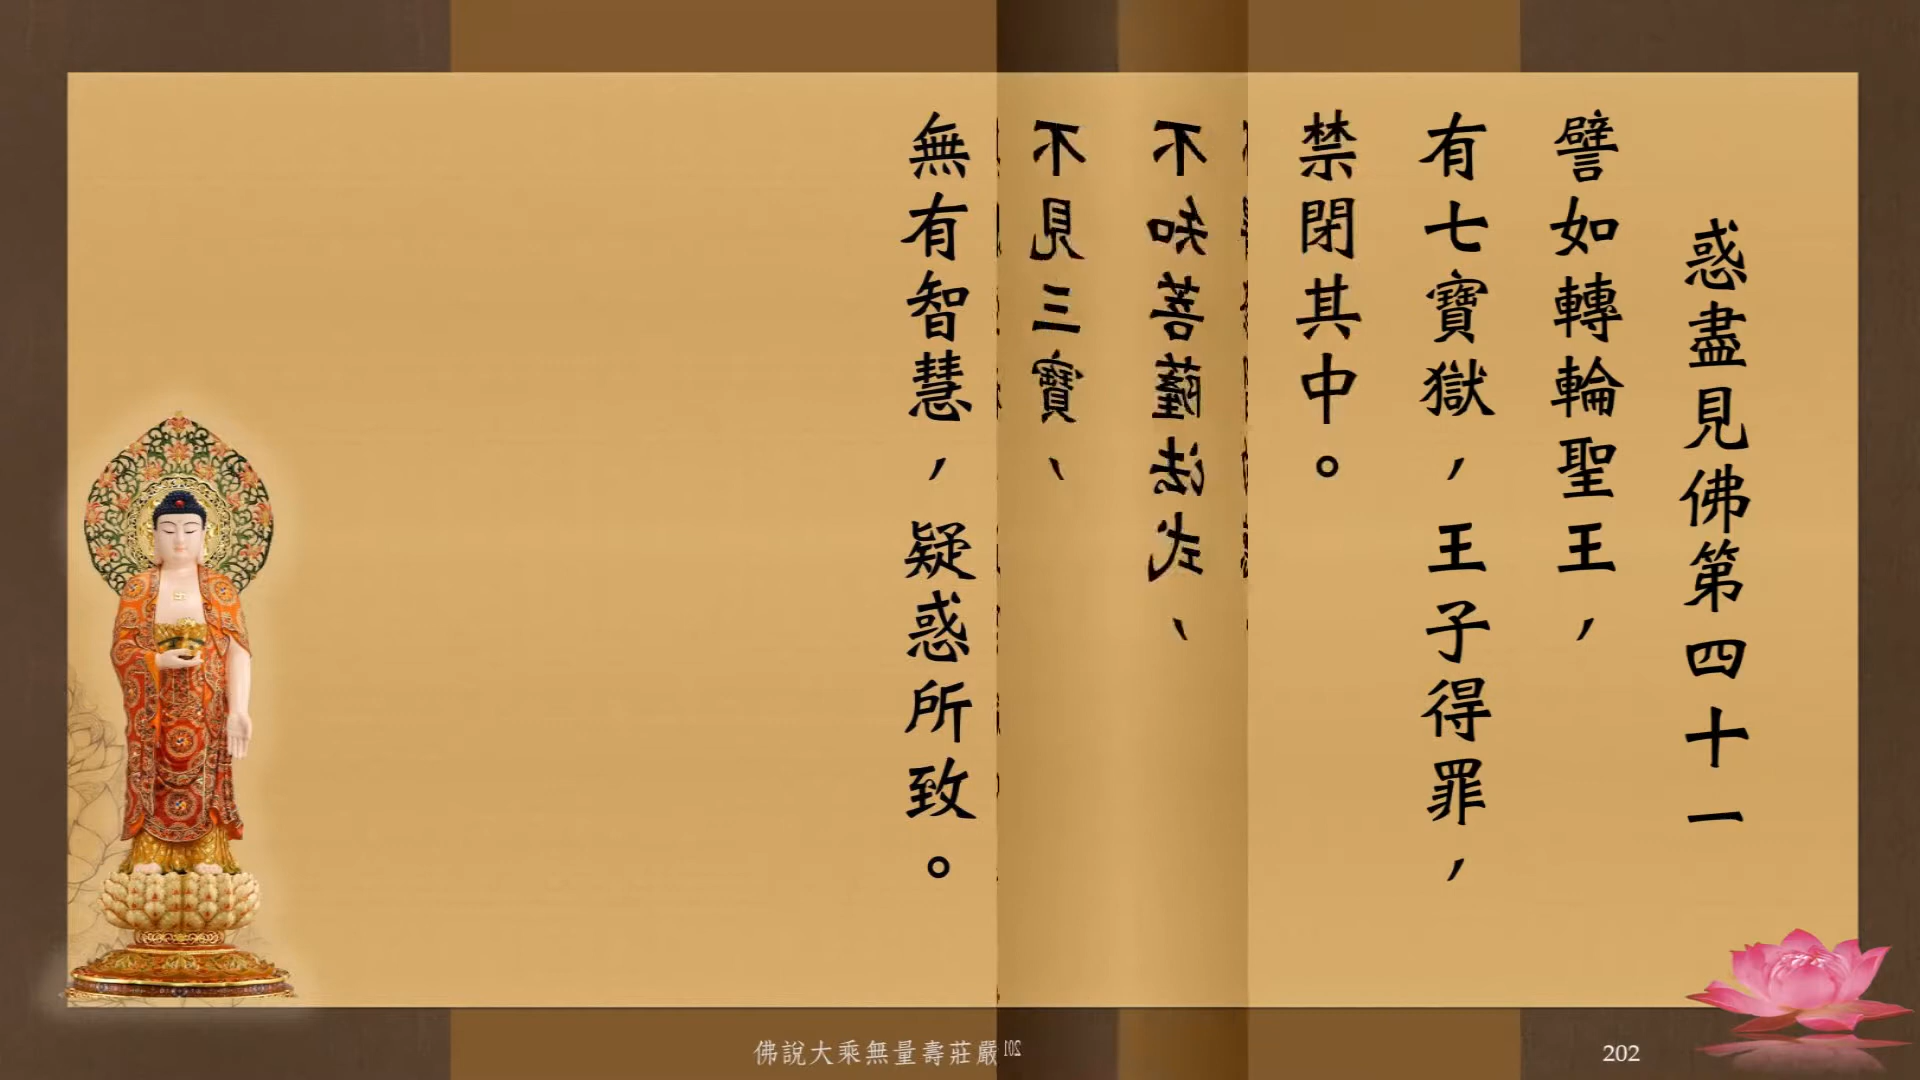 惑盡見佛第四十一
譬如轉輪聖王，
有七寶獄，王子得罪，
禁閉其中。
不知菩薩法式，
不見三寶，
無有智慧，疑惑所致。
佛說大乘無量壽莊嚴
201
202